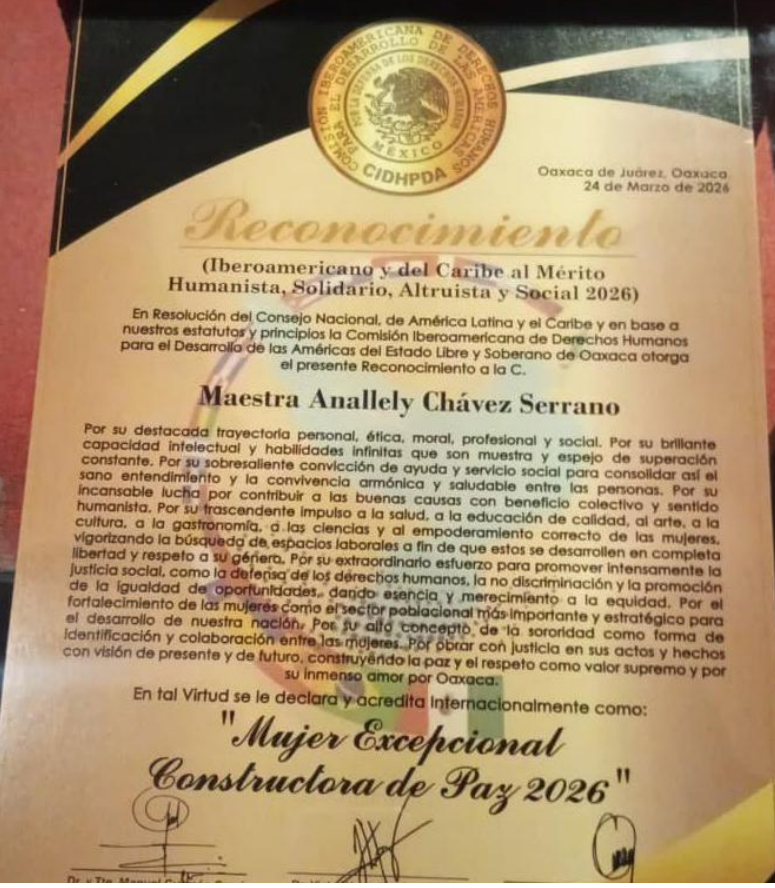 COMISIÓN IBEROAMERICANA DE DERECHOS HUMANOS PARA EL DESARROLLO DE LAS AMÉRICAS
POR LA DEFENSA DE LOS DERECHOS HUMANOS
MÉXICO
CIDHPDA
Oaxaca de Juárez, Oaxaca
24 de Marzo de 2026
Reconocimiento
(Iberoamericano y del Caribe al Mérito
Humanista, Solidario, Altruista y Social 2026)
En Resolución del Consejo Nacional, de América Latina y el Caribe y en base a
nuestros estatutos y principios la Comisión Iberoamericana de Derechos Humanos
para el Desarrollo de las Américas del Estado Libre y Soberano de Oaxaca otorga
el presente Reconocimiento a la C.
Maestra Anallely Chávez Serrano
Por su destacada trayectoria personal, ética, moral, profesional y social. Por su brillante
capacidad intelectual y habilidades infinitas que son muestra y espejo de superación
constante. Por su sobresaliente convicción de ayuda y servicio social para consolidar así el
sano entendimiento y la convivencia armónica y saludable entre las personas. Por su
incansable lucha por contribuir a las buenas causas con beneficio colectivo y sentido
humanista. Por su trascendente impulso a la salud, a la educación de calidad, al arte, a la
cultura, a la gastronomía, a las ciencias y al empoderamiento correcto de las mujeres,
vigorizando la búsqueda de espacios laborales a fin de que estos se desarrollen en completa
libertad y respeto a su género. Por su extraordinario esfuerzo para promover intensamente la
justicia social, como la defensa de los derechos humanos, la no discriminación y la promoción
de la igualdad de oportunidades, dando esencia y merecimiento a la equidad. Por el
fortalecimiento de las mujeres como el sector poblacional más importante y estratégico para
el desarrollo de nuestra nación. Por su alto concepto de la sororidad como forma de
identificación y colaboración entre las mujeres. Por obrar con justicia en sus actos y hechos
con visión de presente y de futuro, construyendo la paz y el respeto como valor supremo y por
su inmenso amor por Oaxaca.
En tal Virtud se le declara y acredita Internacionalmente como:
"Mujer Excepcional
Constructora de Paz 2026"
Dr. y Tte. Manuel